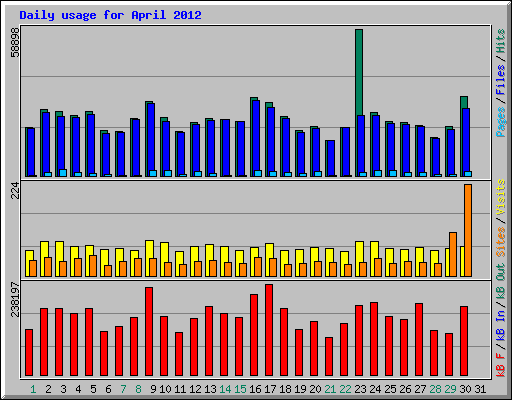 Daily usage for April 2012
58898
Pages / Files / Hits
224
Sites / Visits
238197
kB F / kB In / kB Out
1 2 3 4 5 6 7 8 9 10 11 12 13 14 15 16 17 18 19 20 21 22 23 24 25 26 27 28 29 30 31